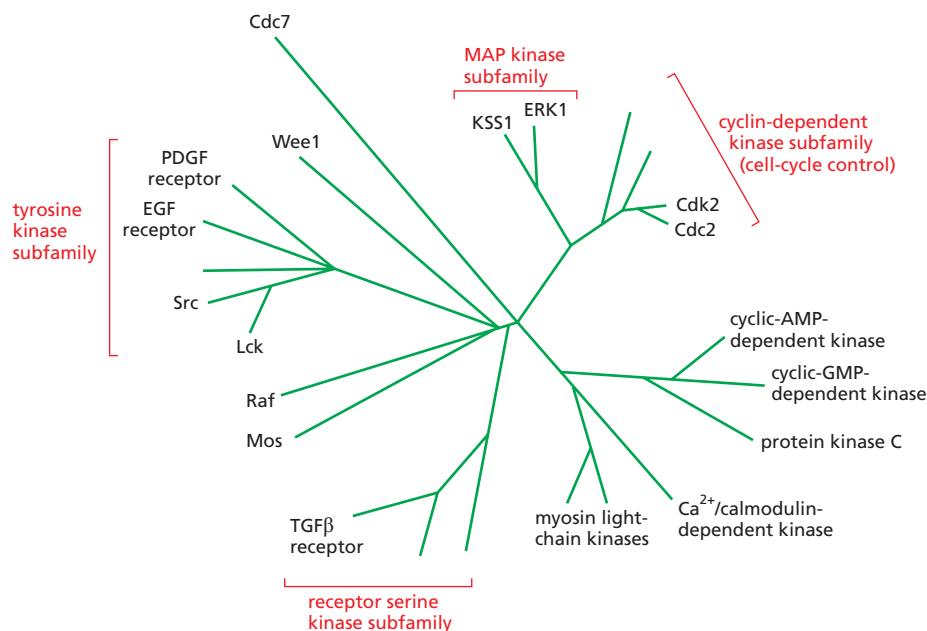 Cdc7
MAP kinase
subfamily
KSS1
ERK1
cyclin-dependent
kinase subfamily
(cell-cycle control)
Cdk2
Cdc2
Wee1
tyrosine
kinase
subfamily
PDGF
receptor
EGF
receptor
Src
Lck
Raf
Mos
cyclic-AMP-
dependent kinase
cyclic-GMP-
dependent kinase
protein kinase C
Ca²⁺/calmodulin-
dependent kinase
myosin light-
chain kinases
TGFβ
receptor
receptor serine
kinase subfamily